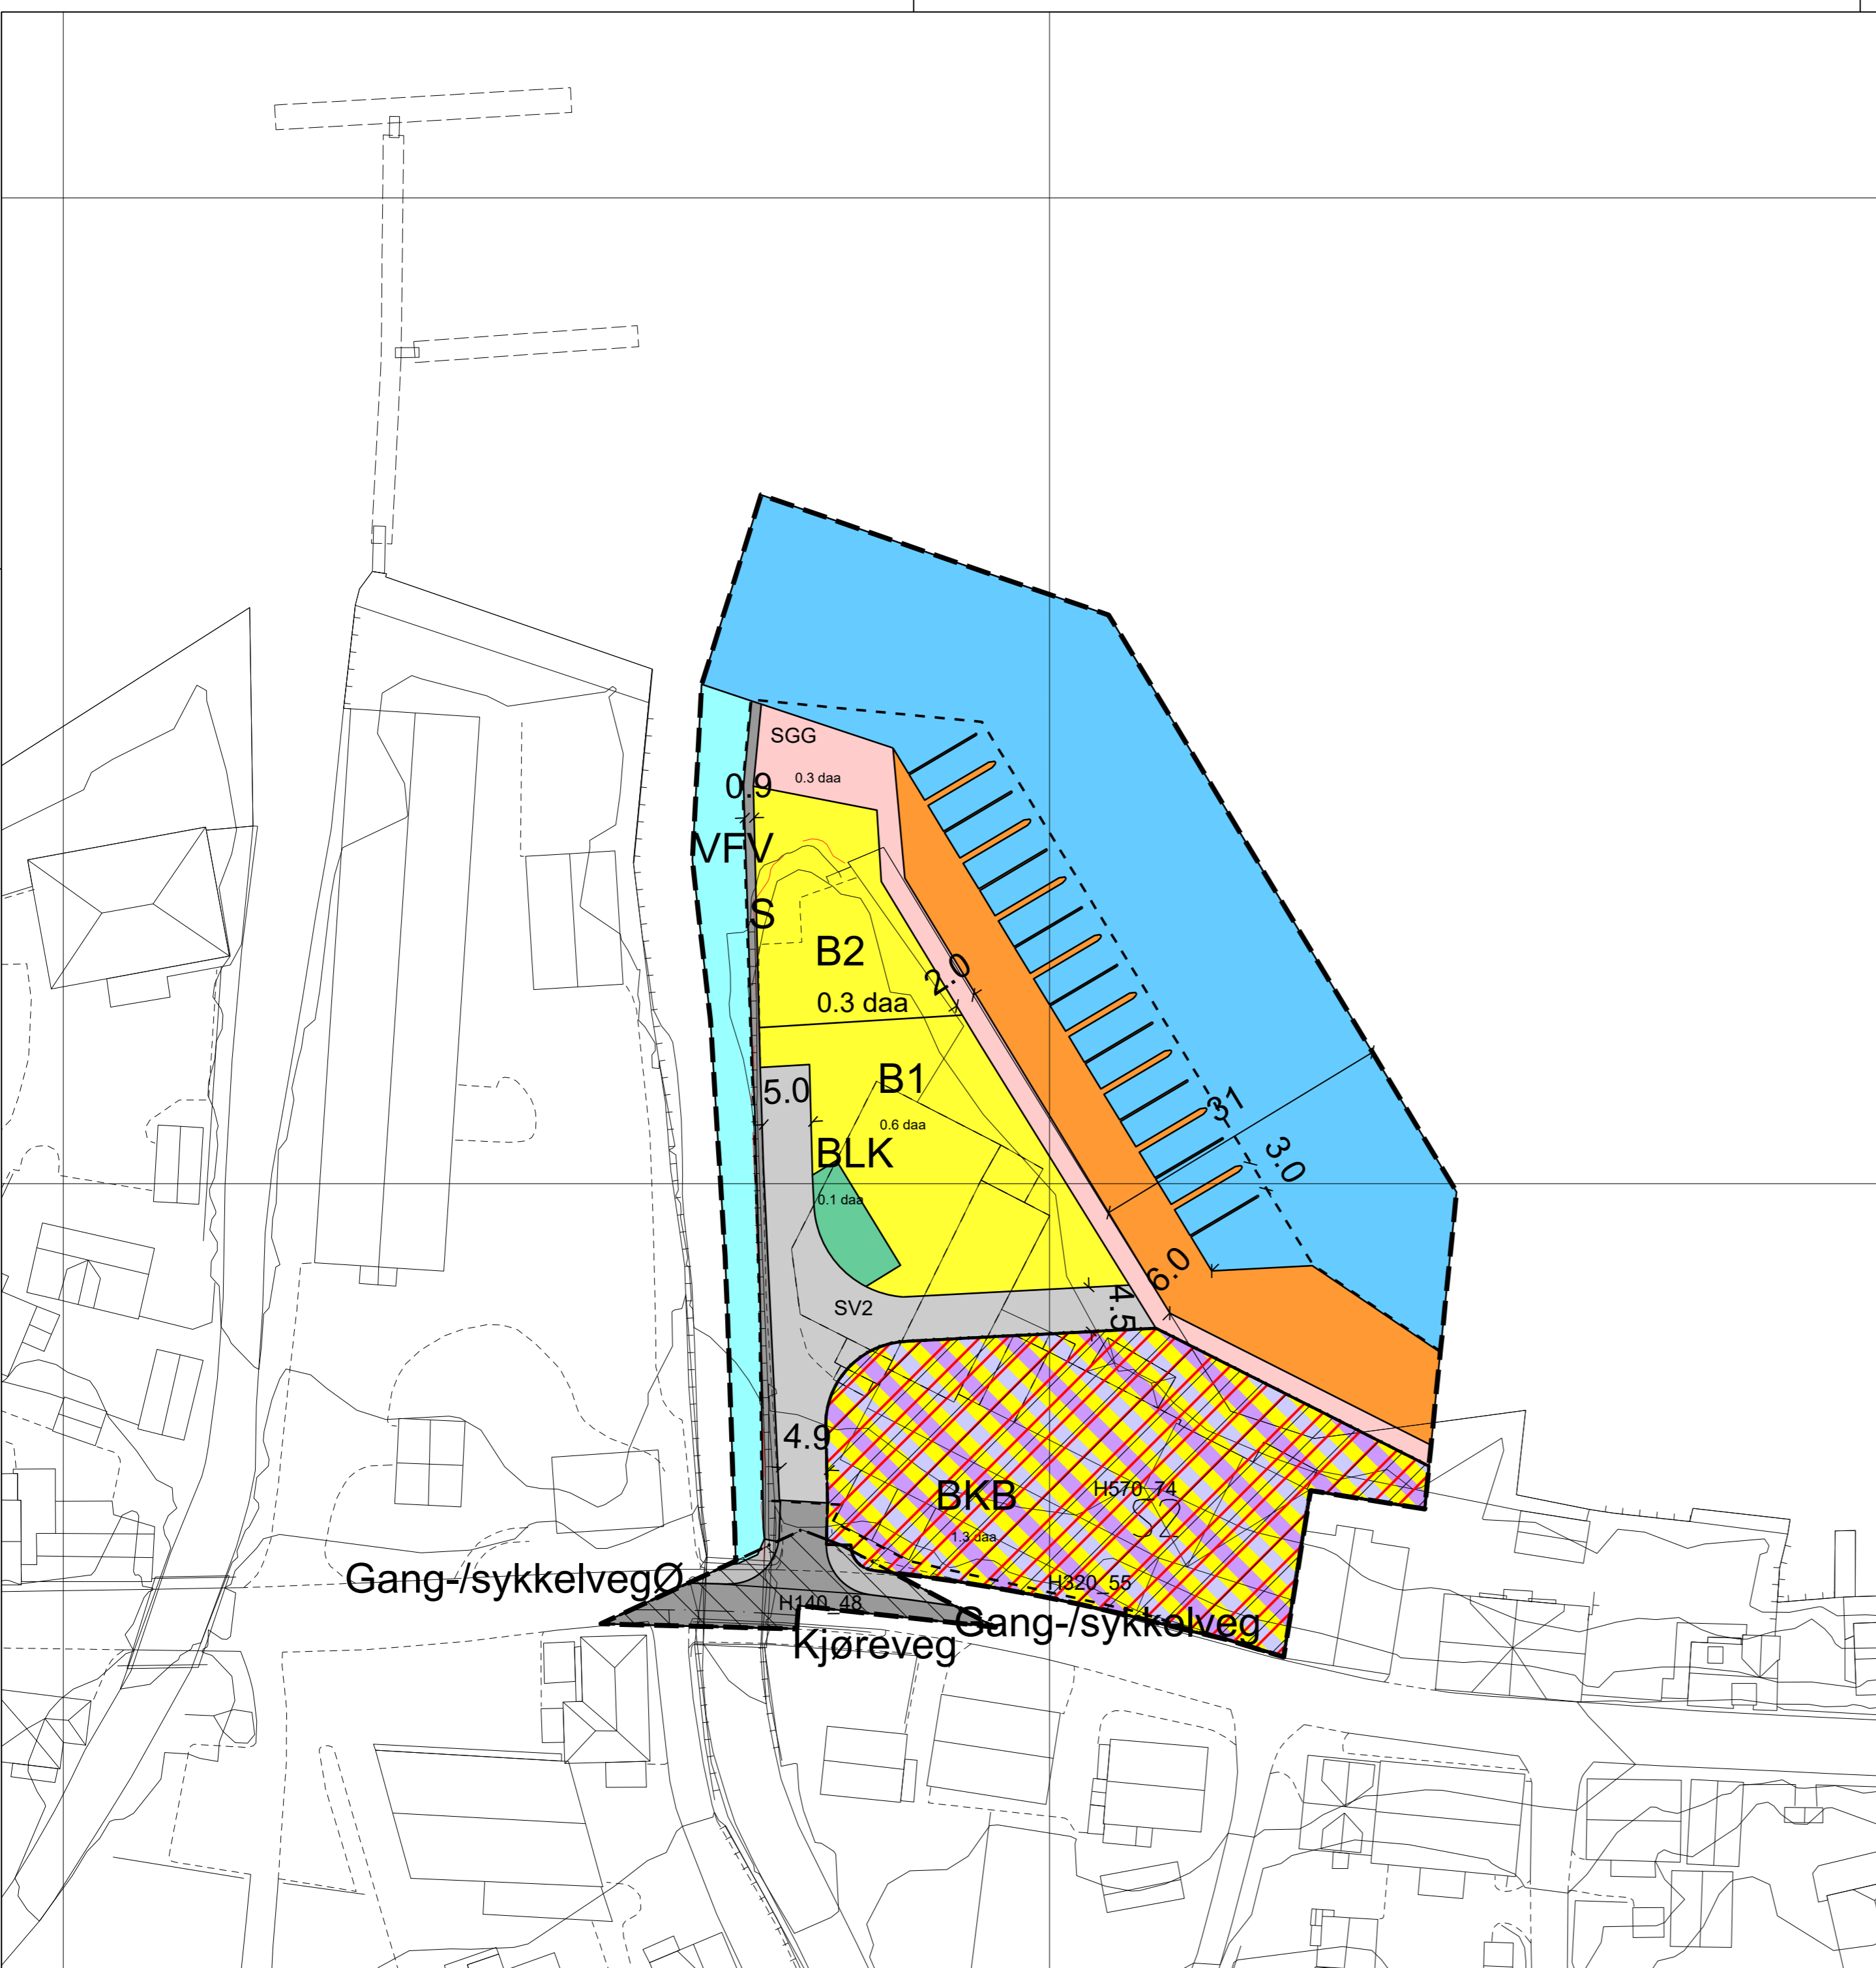 SGG
0.3 daa
0.9
VFV
S
B2
2.0
0.3 daa
B1
5.0
37
0.6 daa
3.0
BLK
0.1 daa
6.0
4.5
SV2
4.9
BKB
H570_74
1.3 daa
Gang-/sykkelvegØ
H320_55
H140_48
Gang-/sykkelveg
Kjøreveg